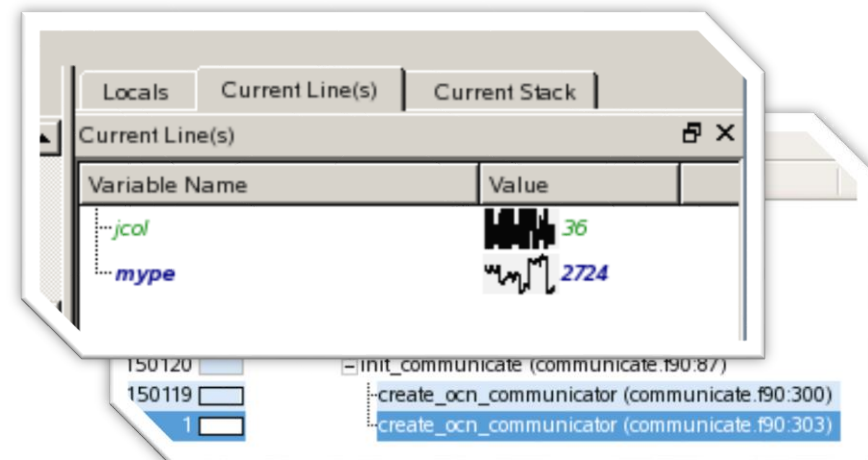 Locals Current Line(s) Current Stack
Current Line(s)
Variable Name Value
jcol 36
mype 2724
150120 init_communicate (communicate.f90:87)
150119 create_ocn_communicator (communicate.f90:300)
1 create_ocn_communicator (communicate.f90:303)